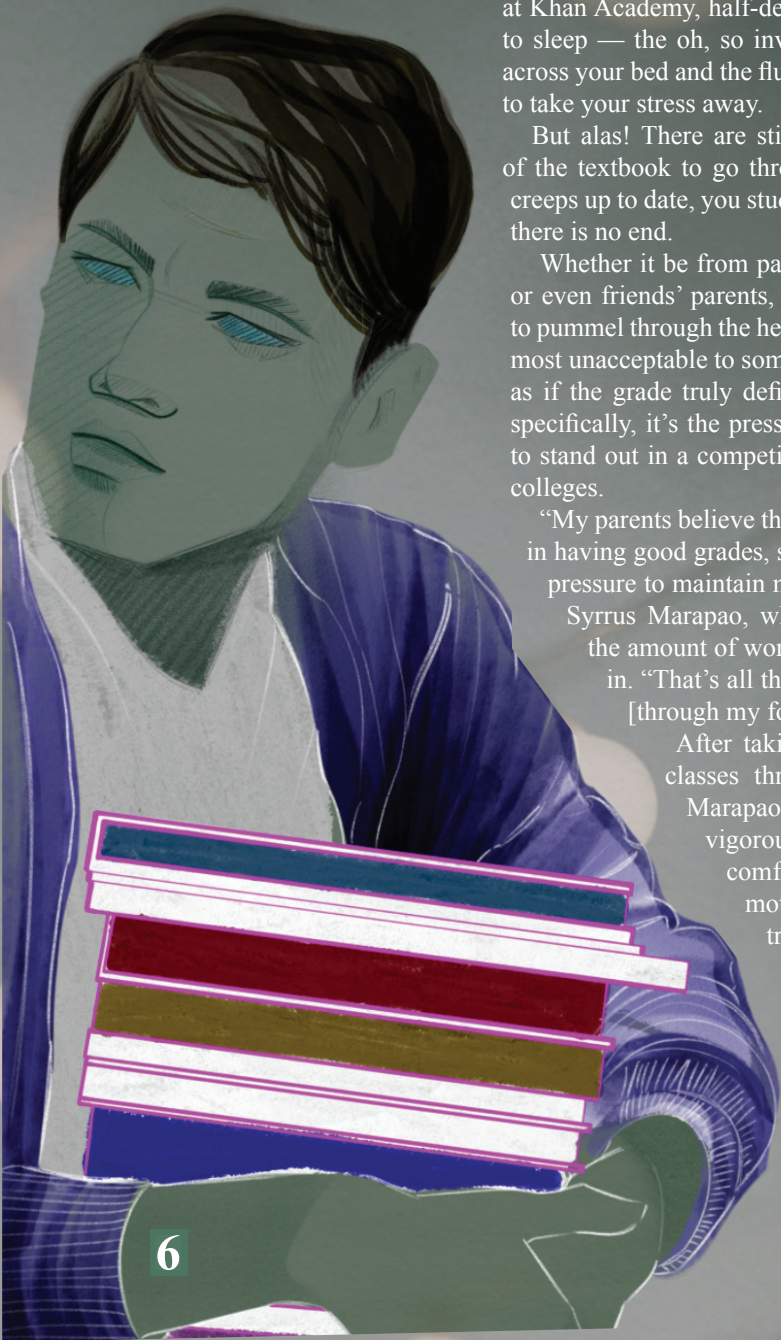 at Khan Academy, half-de
to sleep — the oh, so inv
across your bed and the flu
to take your stress away.
But alas! There are sti
of the textbook to go thr
creeps up to date, you stu
there is no end.
Whether it be from pa
or even friends’ parents,
to pummel through the he
most unacceptable to som
as if the grade truly defi
specifically, it’s the press
to stand out in a competi
colleges.
“My parents believe th
in having good grades, s
pressure to maintain
Syrrus Marapao, w
the amount of wor
in. “That’s all th
[through my fo
After taki
classes thr
Marapao
vigorou
comf
mo
tr
6